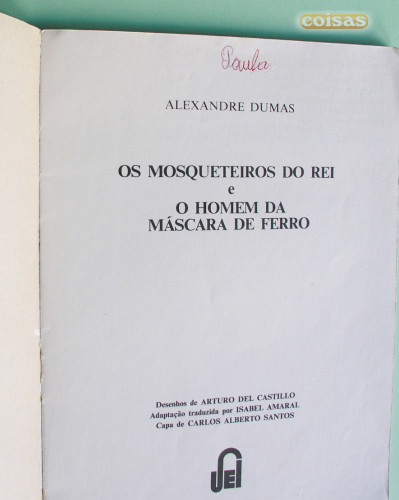 coisas
Paula
ALEXANDRE DUMAS
OS MOSQUETEIROS DO REI
e
O HOMEM DA
MÁSCARA DE FERRO
Desenhos de ARTURO DEL CASTILLO
Adaptação traduzida por ISABEL AMARAL
Capa de CARLOS ALBERTO SANTOS